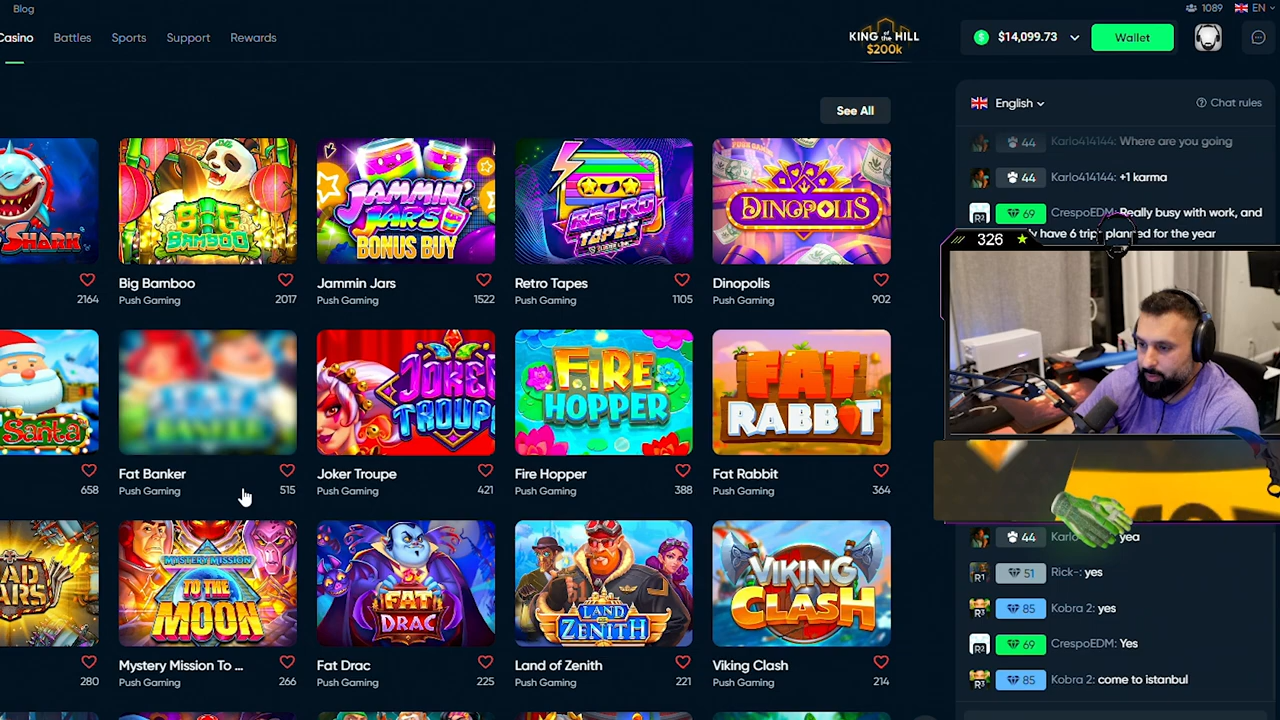 Blog
1089
EN
Casino
Battles
Sports
Support
Rewards
KING of the HILL
$200k
$14,099.73
Wallet
See All
English
Chat rules
44
Karlo414144: Where are you going
44
Karlo414144: +1 karma
69
CrespoEDM: Really busy with work, and
have 6 trips planned for the year
326
SHARK
BIG
BAMBOO
JAMMIN'
JARS
BONUS BUY
RETRO
TAPES
DINOPOLIS
2164
Big Bamboo
Push Gaming
2017
Jammin Jars
Push Gaming
1522
Retro Tapes
Push Gaming
1105
Dinopolis
Push Gaming
902
Santa
JOKER
TROUPE
FIRE
HOPPER
FAT
RABBIT
658
Fat Banker
Push Gaming
515
Joker Troupe
Push Gaming
421
Fire Hopper
Push Gaming
388
Fat Rabbit
Push Gaming
364
MYSTERY MISSION
TO THE
MOON
FAT
DRAC
LAND of
ZENITH
VIKING
CLASH
280
Mystery Mission To ...
Push Gaming
266
Fat Drac
Push Gaming
225
Land of Zenith
Push Gaming
221
Viking Clash
Push Gaming
214
44
Karlo
yea
51
Rick-: yes
85
Kobra 2: yes
69
CrespoEDM: Yes
85
Kobra 2: come to istanbul